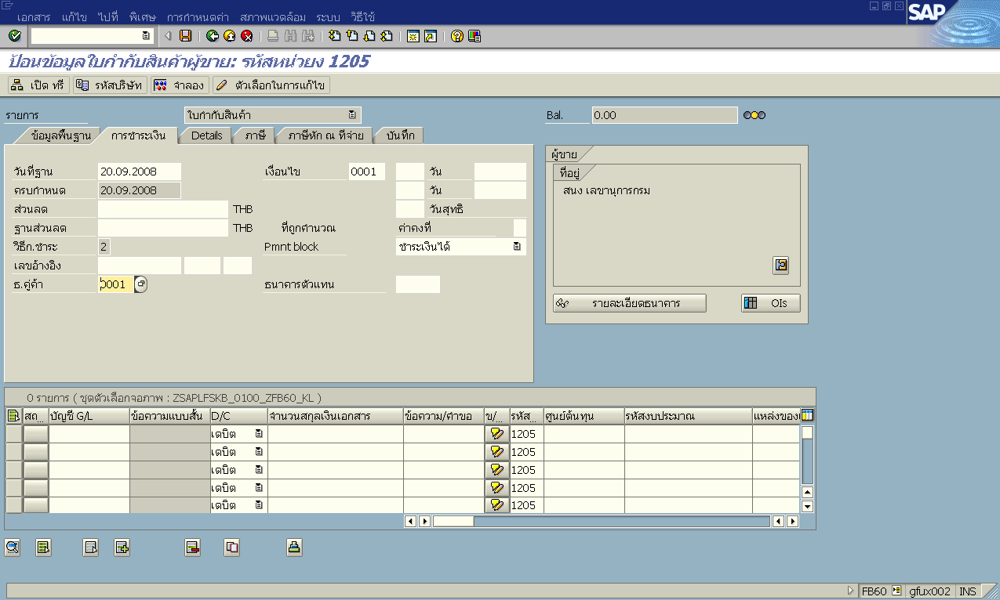 เอกสาร แก้ไข ไปที่ พิเศษ การกำหนดค่า สภาพแวดล้อม ระบบ วิธีใช้
SAP
ป้อนข้อมูลใบกำกับสินค้าผู้ขาย: รหัสหน่วยง 1205
เปิด ทรี รหัสบริษัท จำลอง ตัวเลือกในการแก้ไข
รายการ ใบกำกับสินค้า Bal. 0.00
ข้อมูลพื้นฐาน การชำระเงิน Details ภาษี ภาษีหัก ณ ที่จ่าย บันทึก
ผู้ขาย
วันที่ฐาน 20.09.2008 เงื่อนไข 0001 วัน
ที่อยู่
ครบกำหนด 20.09.2008 วัน
สนง เลขานุการกรม
ส่วนลด THB วันสุทธิ
ฐานส่วนลด THB ที่ถูกคำนวณ ค่าคงที่
วิธีก.ชำระ 2 Pmnt block ชำระเงินได้
เลขอ้างอิง
ธ.คู่ค้า 0001 ธนาคารตัวแทน
รายละเอียดธนาคาร OIs
0 รายการ ( ชุดตัวเลือกจอภาพ : ZSAPLFSKB_0100_ZFB60_KL )
สถ... บัญชี G/L ข้อความแบบสั้น D/C จำนวนสกุลเงินเอกสาร ข้อความ/คำขอ ข/... รหัส... ศูนย์ต้นทุน รหัสงบประมาณ แหล่งของ
เดบิต 1205
เดบิต 1205
เดบิต 1205
เดบิต 1205
เดบิต 1205
FB60 gfux002 INS